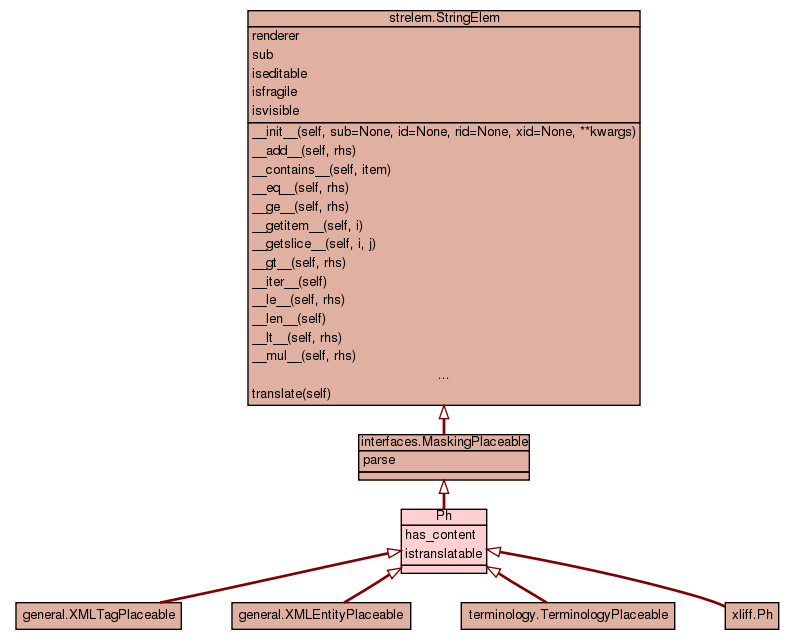 strelem.StringElem
renderer
sub
iseditable
isfragile
isvisible
__init__(self, sub=None, id=None, rid=None, xid=None, **kwargs)
__add__(self, rhs)
__contains__(self, item)
__eq__(self, rhs)
__ge__(self, rhs)
__getitem__(self, i)
__getslice__(self, i, j)
__gt__(self, rhs)
__iter__(self)
__le__(self, rhs)
__len__(self)
__lt__(self, rhs)
__mul__(self, rhs)
...
translate(self)
interfaces.MaskingPlaceable
parse
Ph
has_content
istranslatable
general.XMLTagPlaceable
general.XMLEntityPlaceable
terminology.TerminologyPlaceable
xliff.Ph